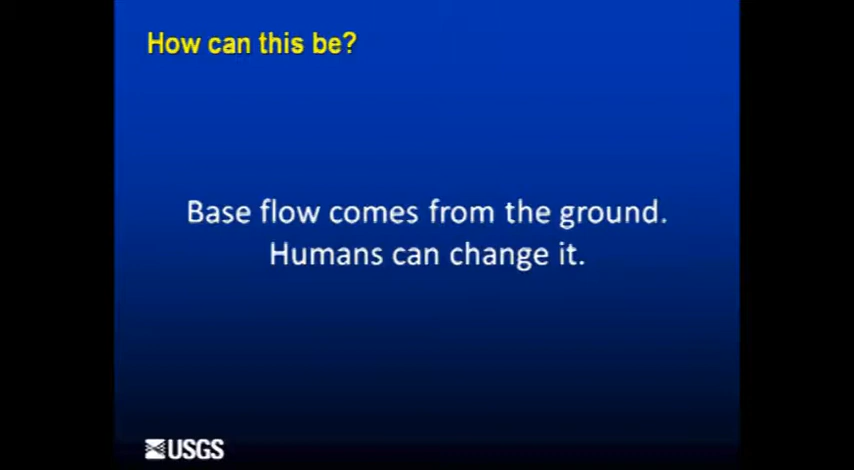 How can this be?
Base flow comes from the ground.
Humans can change it.
USGS